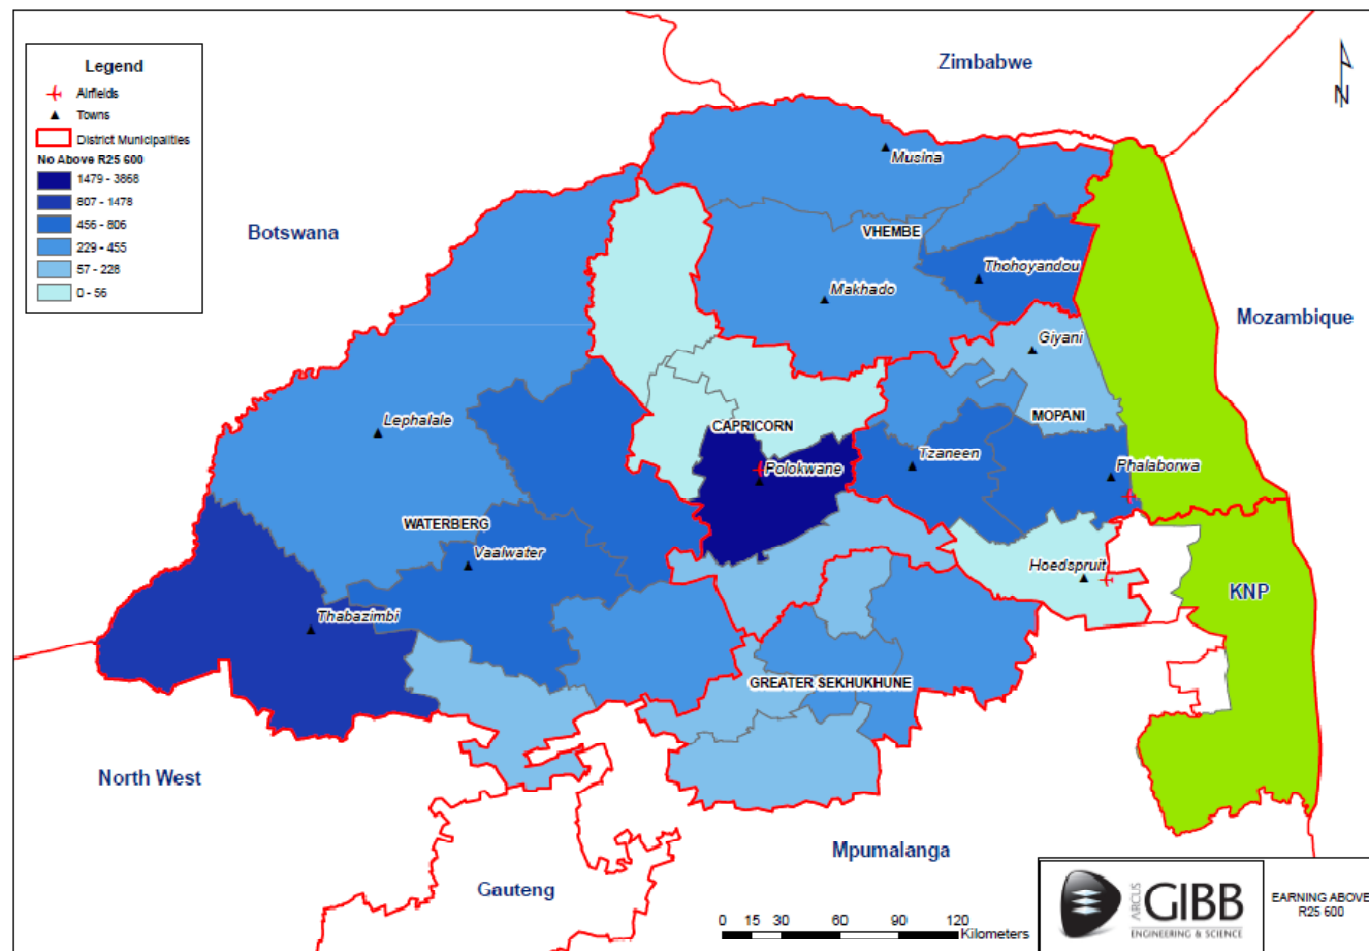 Zimbabwe
Legend
Airfields
Towns
District Municipalities
No Above R25 600
1479 - 3868
807 - 1478
456 - 806
229 - 455
57 - 228
0 - 56
N
Musina
Botswana
VHEMBE
Thohoyandou
Makhado
Mozambique
Giyani
Lephallale
MOPANI
CAPRICORN
Tzaneen
Phalaborwa
Polokwane
WATERBERG
Vaalwater
Hoedspruit
KNP
Thabazimbi
GREATER SEKHUKHUNE
North West
Mpumalanga
Gauteng
0 15 30 60 90 120
Kilometers
ARCUS
GIBB
ENGINEERING & SCIENCE
EARNING ABOVE
R25 600